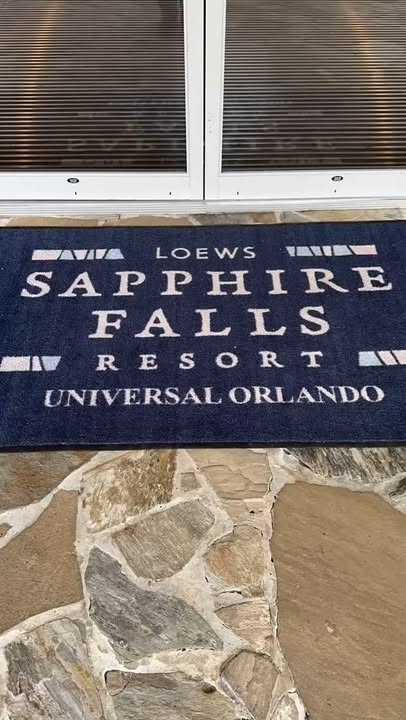 LOEWS
SAPPHIRE
FALLS
RESORT
UNIVERSAL ORLANDO